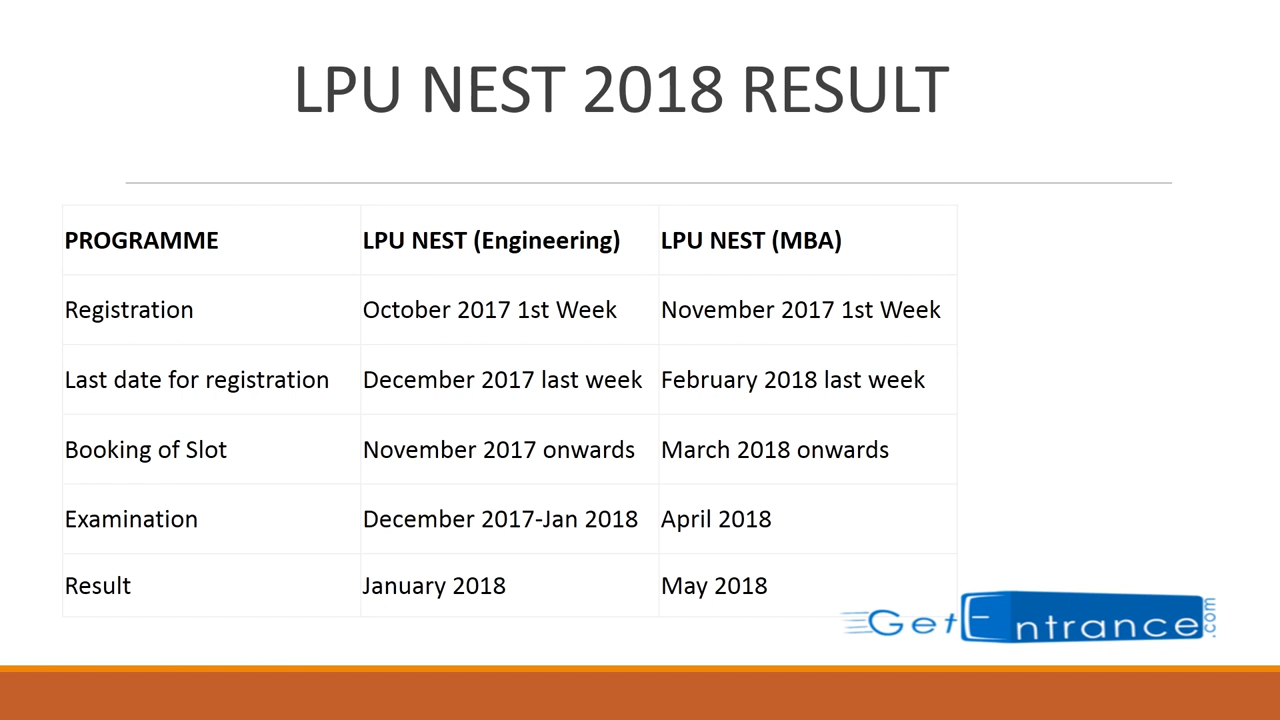 LPU NEST 2018 RESULT
PROGRAMME LPU NEST (Engineering) LPU NEST (MBA)
Registration October 2017 1st Week November 2017 1st Week
Last date for registration December 2017 last week February 2018 last week
Booking of Slot November 2017 onwards March 2018 onwards
Examination December 2017-Jan 2018 April 2018
Result January 2018 May 2018
GetEntrance.com